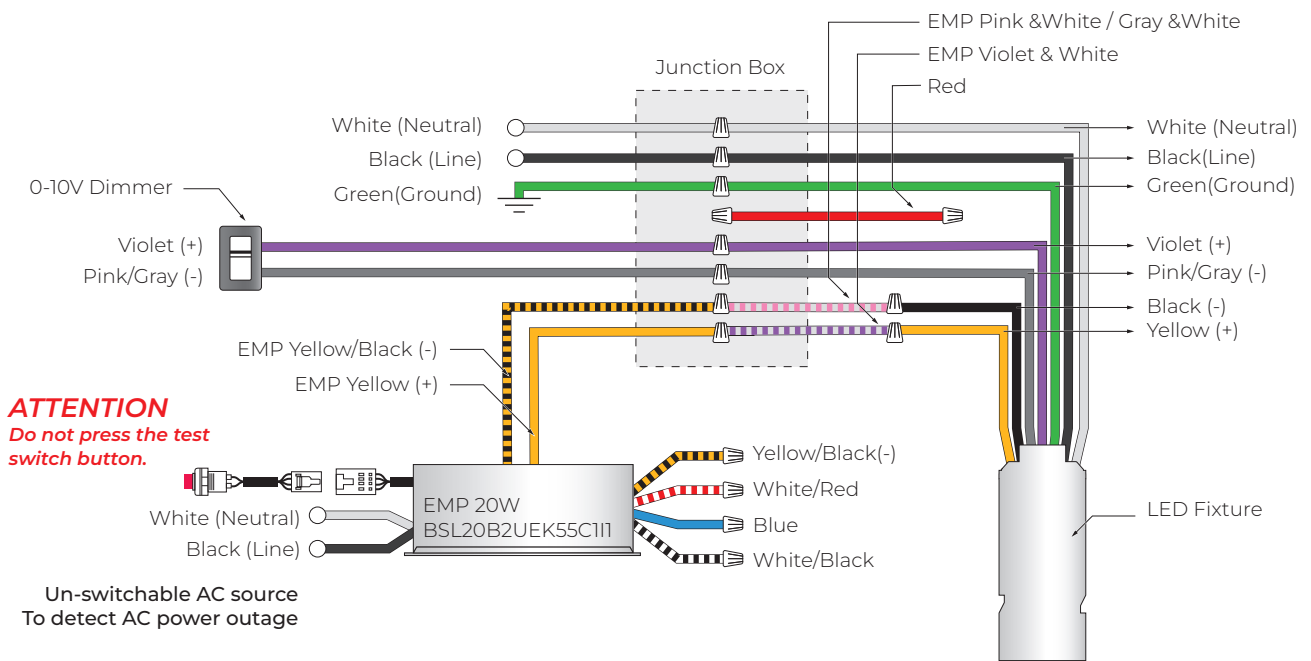 EMP Pink &White / Gray &White
EMP Violet & White
Red
Junction Box
White (Neutral)
Black (Line)
Green(Ground)
0-10V Dimmer
Violet (+)
Pink/Gray (-)
White (Neutral)
Black(Line)
Green(Ground)
Violet (+)
Pink/Gray (-)
Black (-)
Yellow (+)
EMP Yellow/Black (-)
EMP Yellow (+)
ATTENTION
Do not press the test
switch button.
EMP 20W
BSL20B2UEK55C1I1
White (Neutral)
Black (Line)
Un-switchable AC source
To detect AC power outage
Yellow/Black(-)
White/Red
Blue
White/Black
LED Fixture